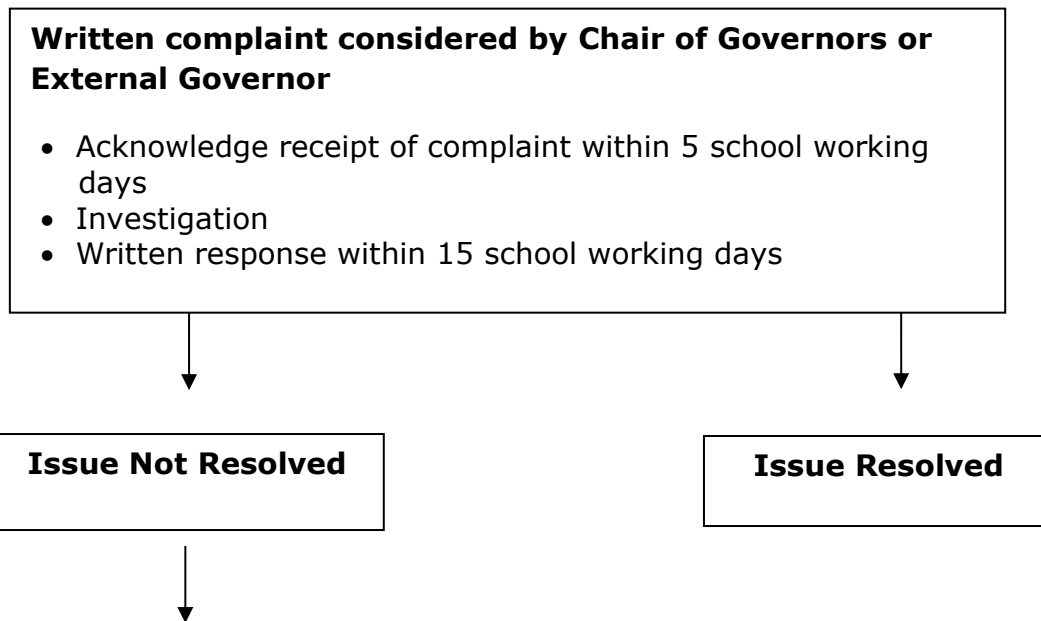 Written complaint considered by Chair of Governors or
External Governor
• Acknowledge receipt of complaint within 5 school working
days
• Investigation
• Written response within 15 school working days
Issue Not Resolved
Issue Resolved